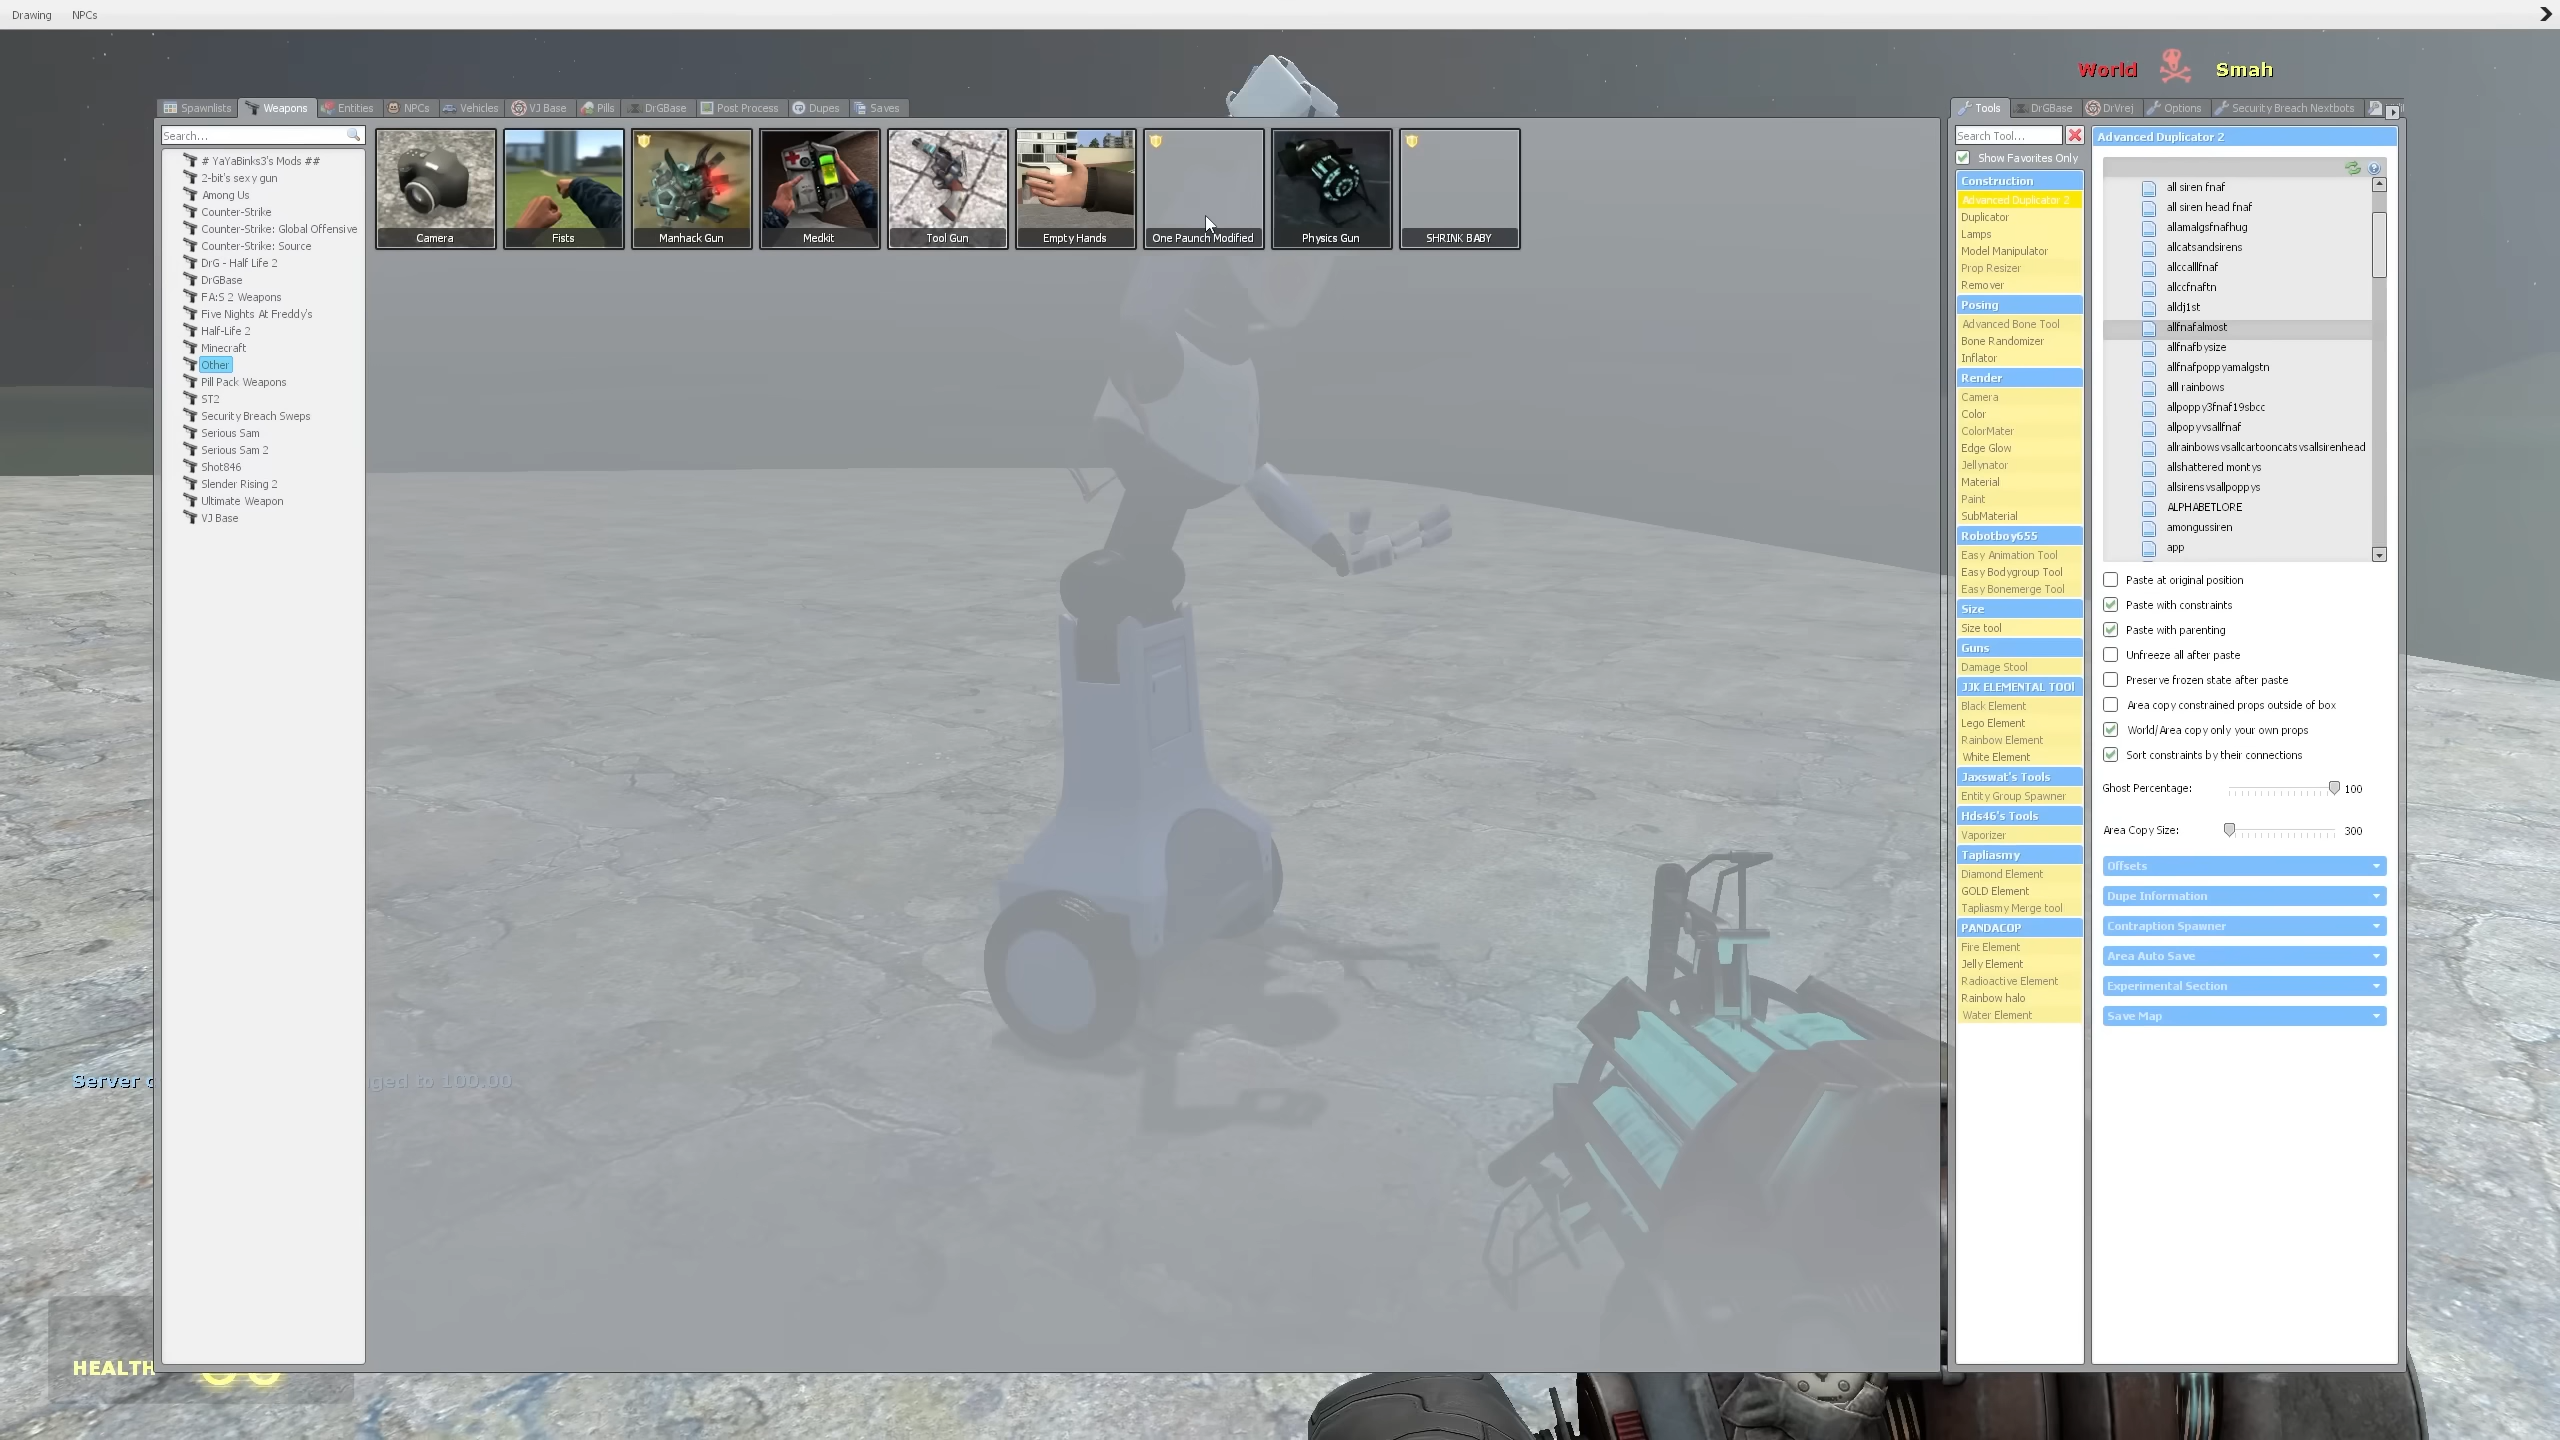 Drawing NPCs
World Smah
Spawnlists Weapons Entities NPCs Vehicles VJ Base Pills DrGBase Post Process Dupes Saves
Search...
# YaYaBinks3's Mods ##
2-bit's sexy gun
Among Us
Counter-Strike
Counter-Strike: Global Offensive
Counter-Strike: Source
DrG - Half Life 2
DrGBase
FA:S 2 Weapons
Five Nights At Freddy's
Half-Life 2
Minecraft
Other
Pill Pack Weapons
ST2
Security Breach Sweps
Serious Sam
Serious Sam 2
Shot846
Slender Rising 2
Ultimate Weapon
VJ Base
Camera Fists Manhack Gun Medkit Tool Gun Empty Hands One Paunch Modified Physics Gun SHRINK BABY
Server
ged to 100.00
HEALTH
Tools DrGBase DrVrej Options Security Breach Nextbots
Search Tool...
Show Favorites Only
Construction
Advanced Duplicator 2
Duplicator
Lamps
Model Manipulator
Prop Resizer
Remover
Posing
Advanced Bone Tool
Bone Randomizer
Inflator
Render
Camera
Color
ColorMater
Edge Glow
Jellynator
Material
Paint
SubMaterial
Robotboy655
Easy Animation Tool
Easy Bodygroup Tool
Easy Bonemerge Tool
Size
Size tool
Guns
Damage Stool
JJK ELEMENTAL TOOl
Black Element
Lego Element
Rainbow Element
White Element
Jaxswat's Tools
Entity Group Spawner
Hds46's Tools
Vaporizer
Tapliasmy
Diamond Element
GOLD Element
Tapliasmy Merge tool
PANDACOP
Fire Element
Jelly Element
Radioactive Element
Rainbow halo
Water Element
Advanced Duplicator 2
all siren fnaf
all siren head fnaf
allamalgsfnafhug
allcatsandsirens
allccalllfnaf
allccfnaftn
alldj1st
allfnafalmost
allfnafbysize
allfnafpoppyamalgstn
alll rainbows
allpoppy3fnaf19sbcc
allpopyvsallfnaf
allrainbowsvsallcartooncatsvsallsirenhead
allshattered montys
allsirensvsallpoppys
ALPHABETLORE
amongussiren
app
Paste at original position
Paste with constraints
Paste with parenting
Unfreeze all after paste
Preserve frozen state after paste
Area copy constrained props outside of box
World/Area copy only your own props
Sort constraints by their connections
Ghost Percentage: 100
Area Copy Size: 300
Offsets
Dupe Information
Contraption Spawner
Area Auto Save
Experimental Section
Save Map